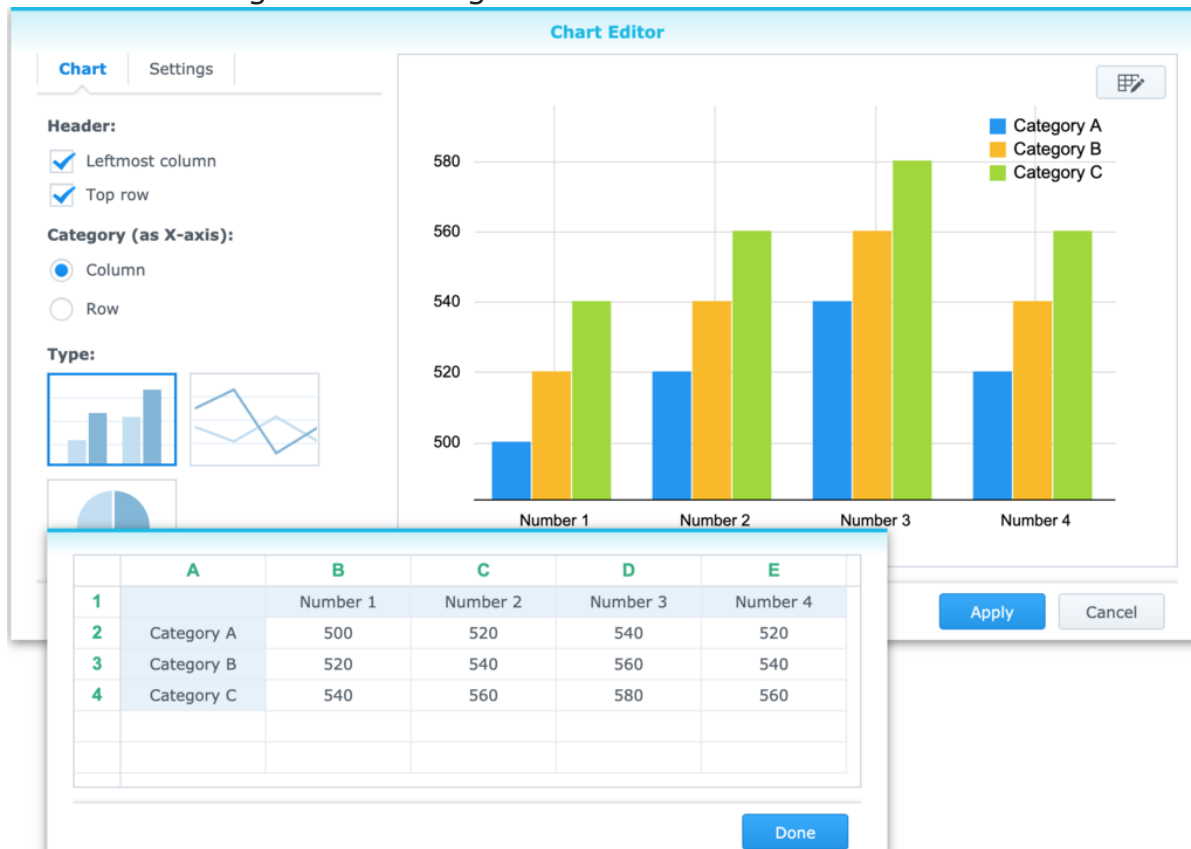 Chart Editor
Chart Settings
Header:
Leftmost column
Top row
Category (as X-axis):
Column
Row
Type:
Category A
Category B
Category C
580
560
540
520
500
Number 1 Number 2 Number 3 Number 4
Apply Cancel
A B C D E
1 Number 1 Number 2 Number 3 Number 4
2 Category A 500 520 540 520
3 Category B 520 540 560 540
4 Category C 540 560 580 560
Done